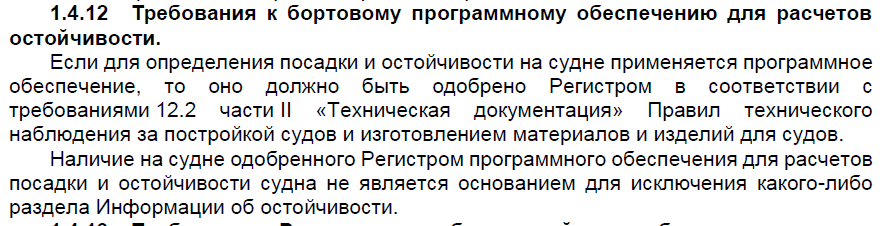 1.4.12 Требования к бортовому программному обеспечению для расчетов
остойчивости.
Если для определения посадки и остойчивости на судне применяется программное
обеспечение, то оно должно быть одобрено Регистром в соответствии с
требованиями 12.2 части II «Техническая документация» Правил технического
наблюдения за постройкой судов и изготовлением материалов и изделий для судов.
Наличие на судне одобренного Регистром программного обеспечения для расчетов
посадки и остойчивости судна не является основанием для исключения какого-либо
раздела Информации об остойчивости.